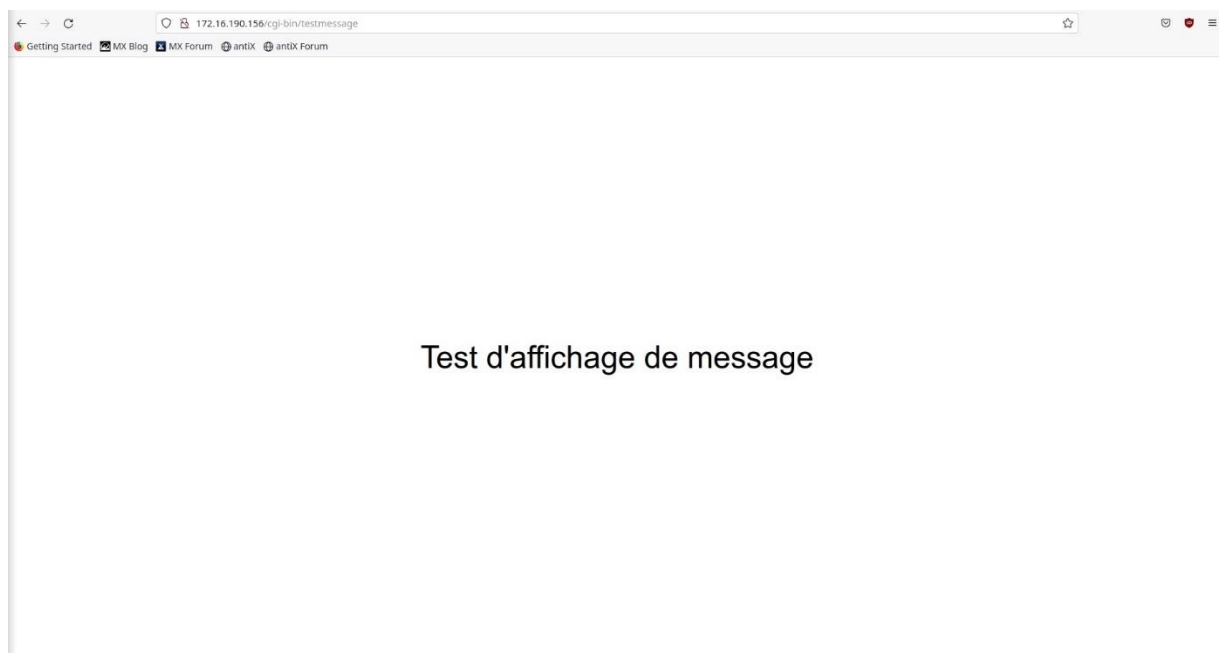 172.16.190.156/cgi-bin/testmessage
Getting Started MX Blog MX Forum antiX antiX Forum
Test d'affichage de message